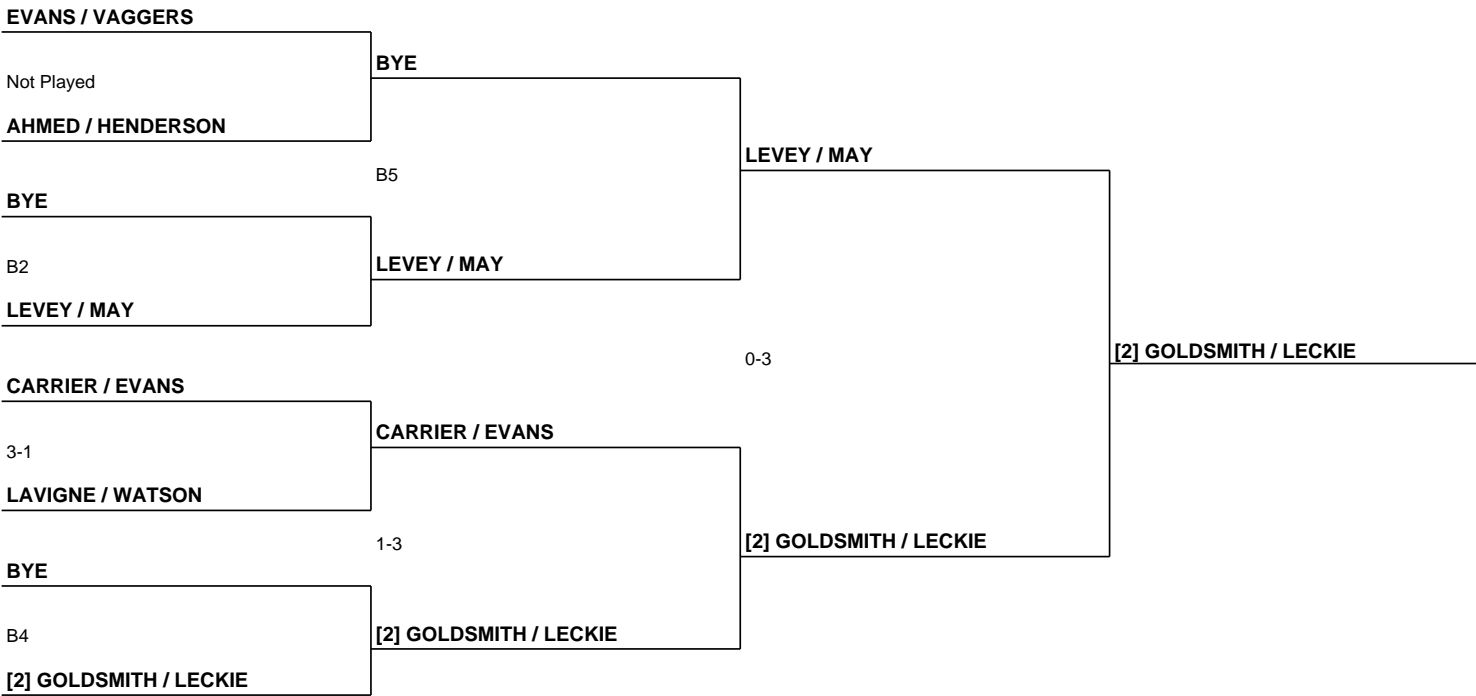 EVANS / VAGGERS
Not Played
AHMED / HENDERSON
BYE
B2
LEVEY / MAY
CARRIER / EVANS
3-1
LAVIGNE / WATSON
BYE
B4
[2] GOLDSMITH / LECKIE
BYE
B5
LEVEY / MAY
CARRIER / EVANS
1-3
[2] GOLDSMITH / LECKIE
LEVEY / MAY
0-3
[2] GOLDSMITH / LECKIE
[2] GOLDSMITH / LECKIE